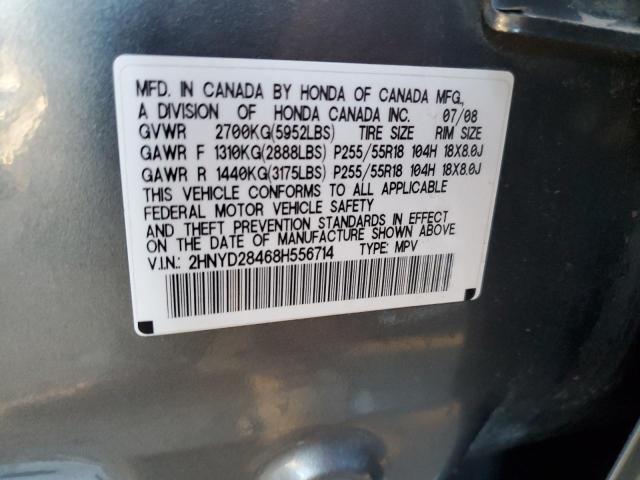 MFD. IN CANADA BY HONDA OF CANADA MFG.,
A DIVISION OF HONDA CANADA INC. 07/08
GVWR 2700KG(5952LBS) TIRE SIZE RIM SIZE
GAWR F 1310KG(2888LBS) P255/55R18 104H 18X8.0J
GAWR R 1440KG(3175LBS) P255/55R18 104H 18X8.0J
THIS VEHICLE CONFORMS TO ALL APPLICABLE
FEDERAL MOTOR VEHICLE SAFETY
AND THEFT PREVENTION STANDARDS IN EFFECT
ON THE DATE OF MANUFACTURE SHOWN ABOVE
V.I.N.: 2HNYD28468H556714 TYPE: MPV